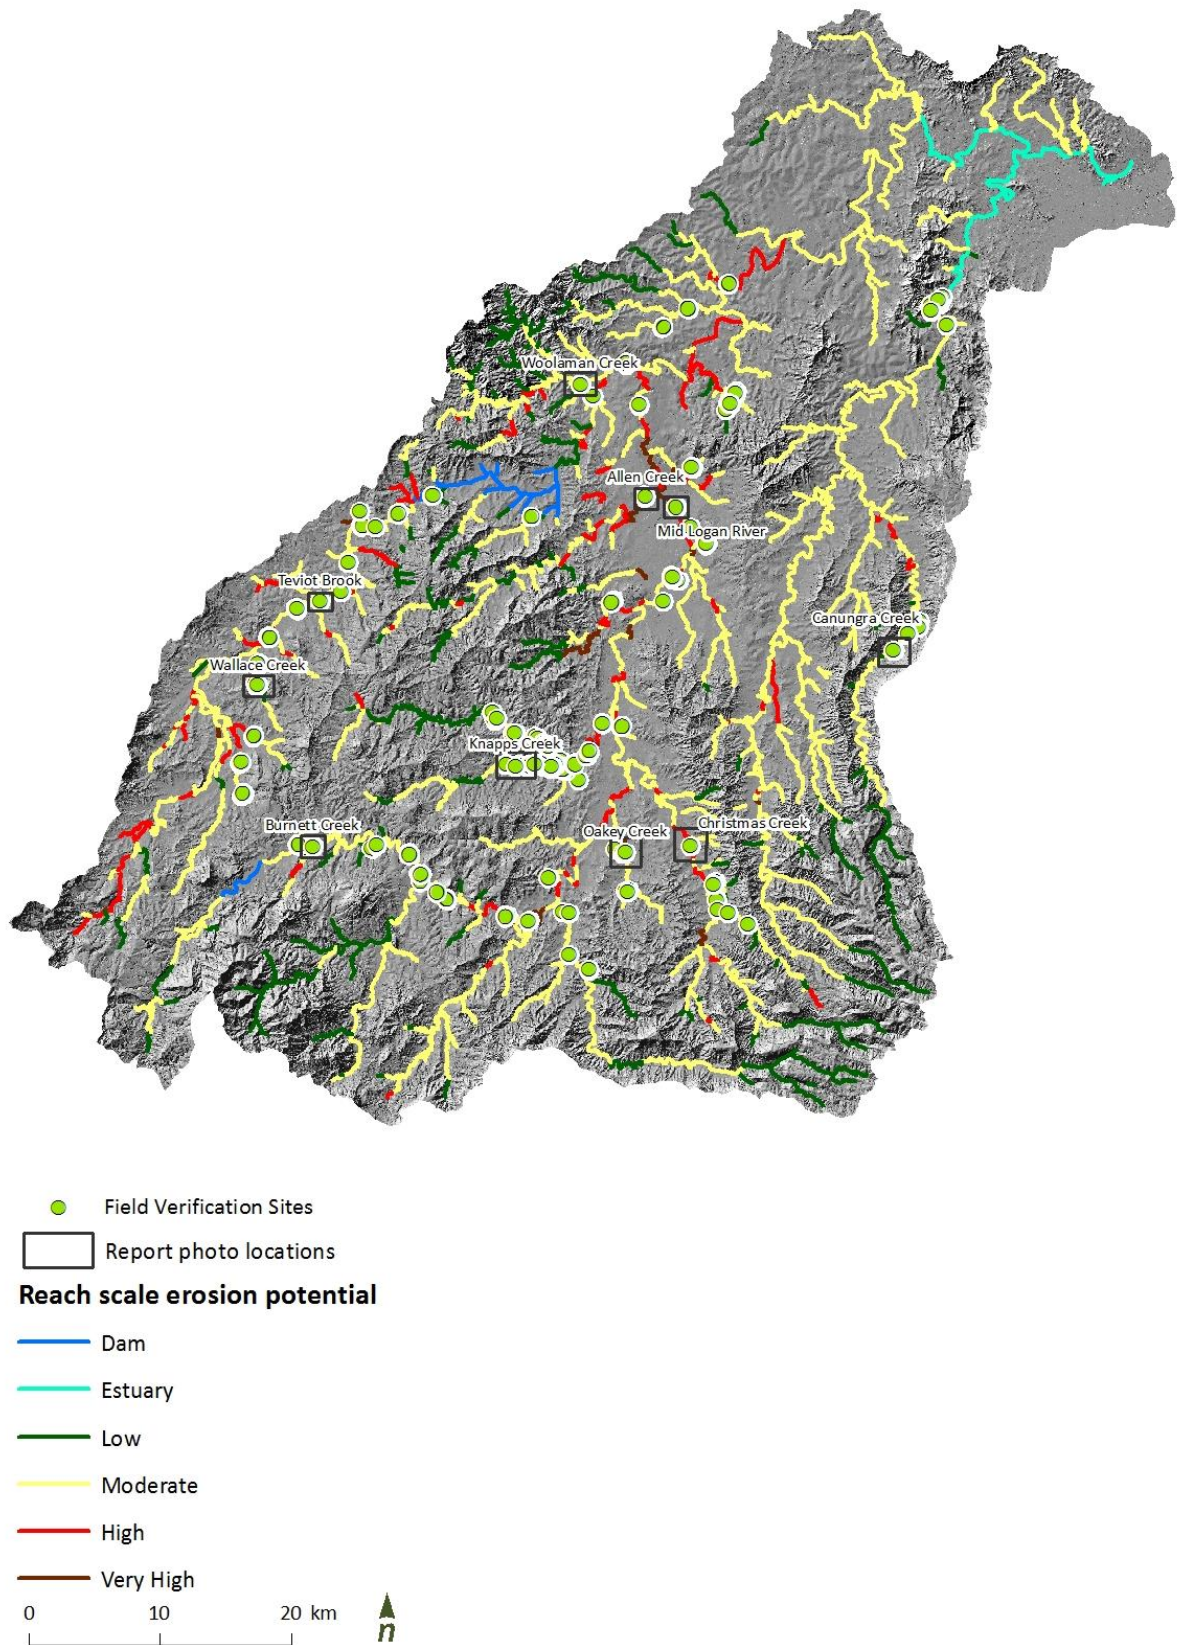 Woolaman Creek
Allen Creek
Mid Logan River
Teviot Brook
Canungra Creek
Wallace Creek
Knapps Creek
Burnett Creek
Oakey Creek
Christmas Creek
Field Verification Sites
Report photo locations
Reach scale erosion potential
Dam
Estuary
Low
Moderate
High
Very High
0 10 20 km
n